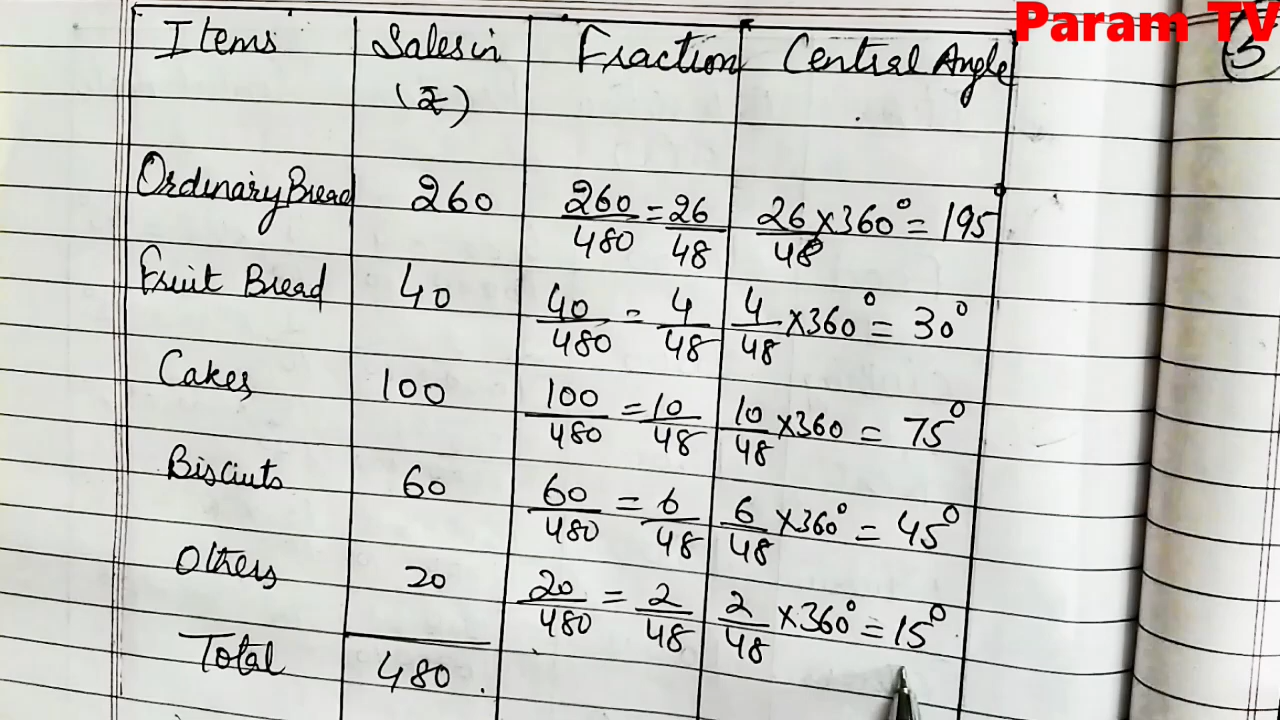 Param TV
3
Items Sales in Fraction Central Angle
(₹)
Ordinary Bread 260 260/480 = 26/48 26/48 × 360° = 195°
Fruit Bread 40 40/480 = 4/48 4/48 × 360° = 30°
Cakes 100 100/480 = 10/48 10/48 × 360 = 75°
Bisciuts 60 60/480 = 6/48 6/48 × 360° = 45°
Others 20 20/480 = 2/48 2/48 × 360° = 15°
Total 480